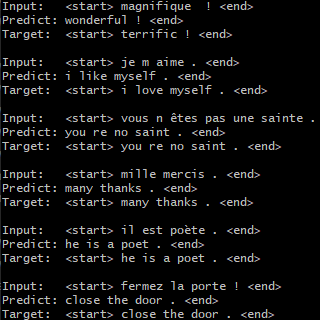 Input: <start> magnifique ! <end>
Predict: wonderful ! <end>
Target: <start> terrific ! <end>
Input: <start> je m aime . <end>
Predict: i like myself . <end>
Target: <start> i love myself . <end>
Input: <start> vous n êtes pas une sainte .
Predict: you re no saint . <end>
Target: <start> you re no saint . <end>
Input: <start> mille mercis . <end>
Predict: many thanks . <end>
Target: <start> many thanks . <end>
Input: <start> il est poète . <end>
Predict: he is a poet . <end>
Target: <start> he is a poet . <end>
Input: <start> fermez la porte ! <end>
Predict: close the door . <end>
Target: <start> close the door . <end>